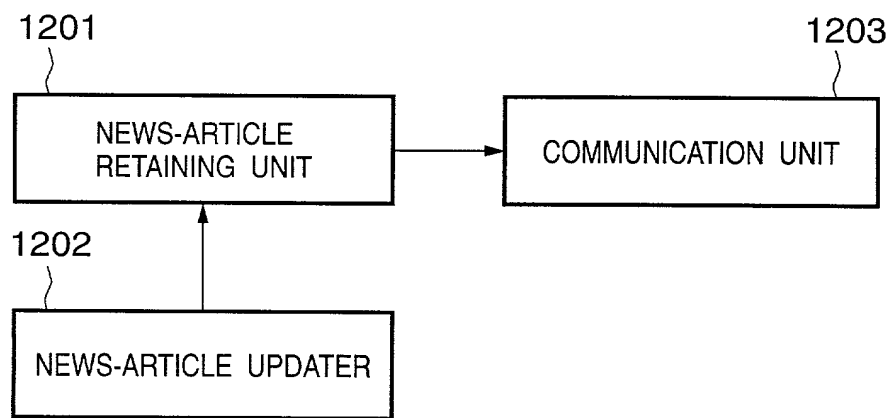 1201
1203
NEWS-ARTICLE
RETAINING UNIT
COMMUNICATION UNIT
1202
NEWS-ARTICLE UPDATER